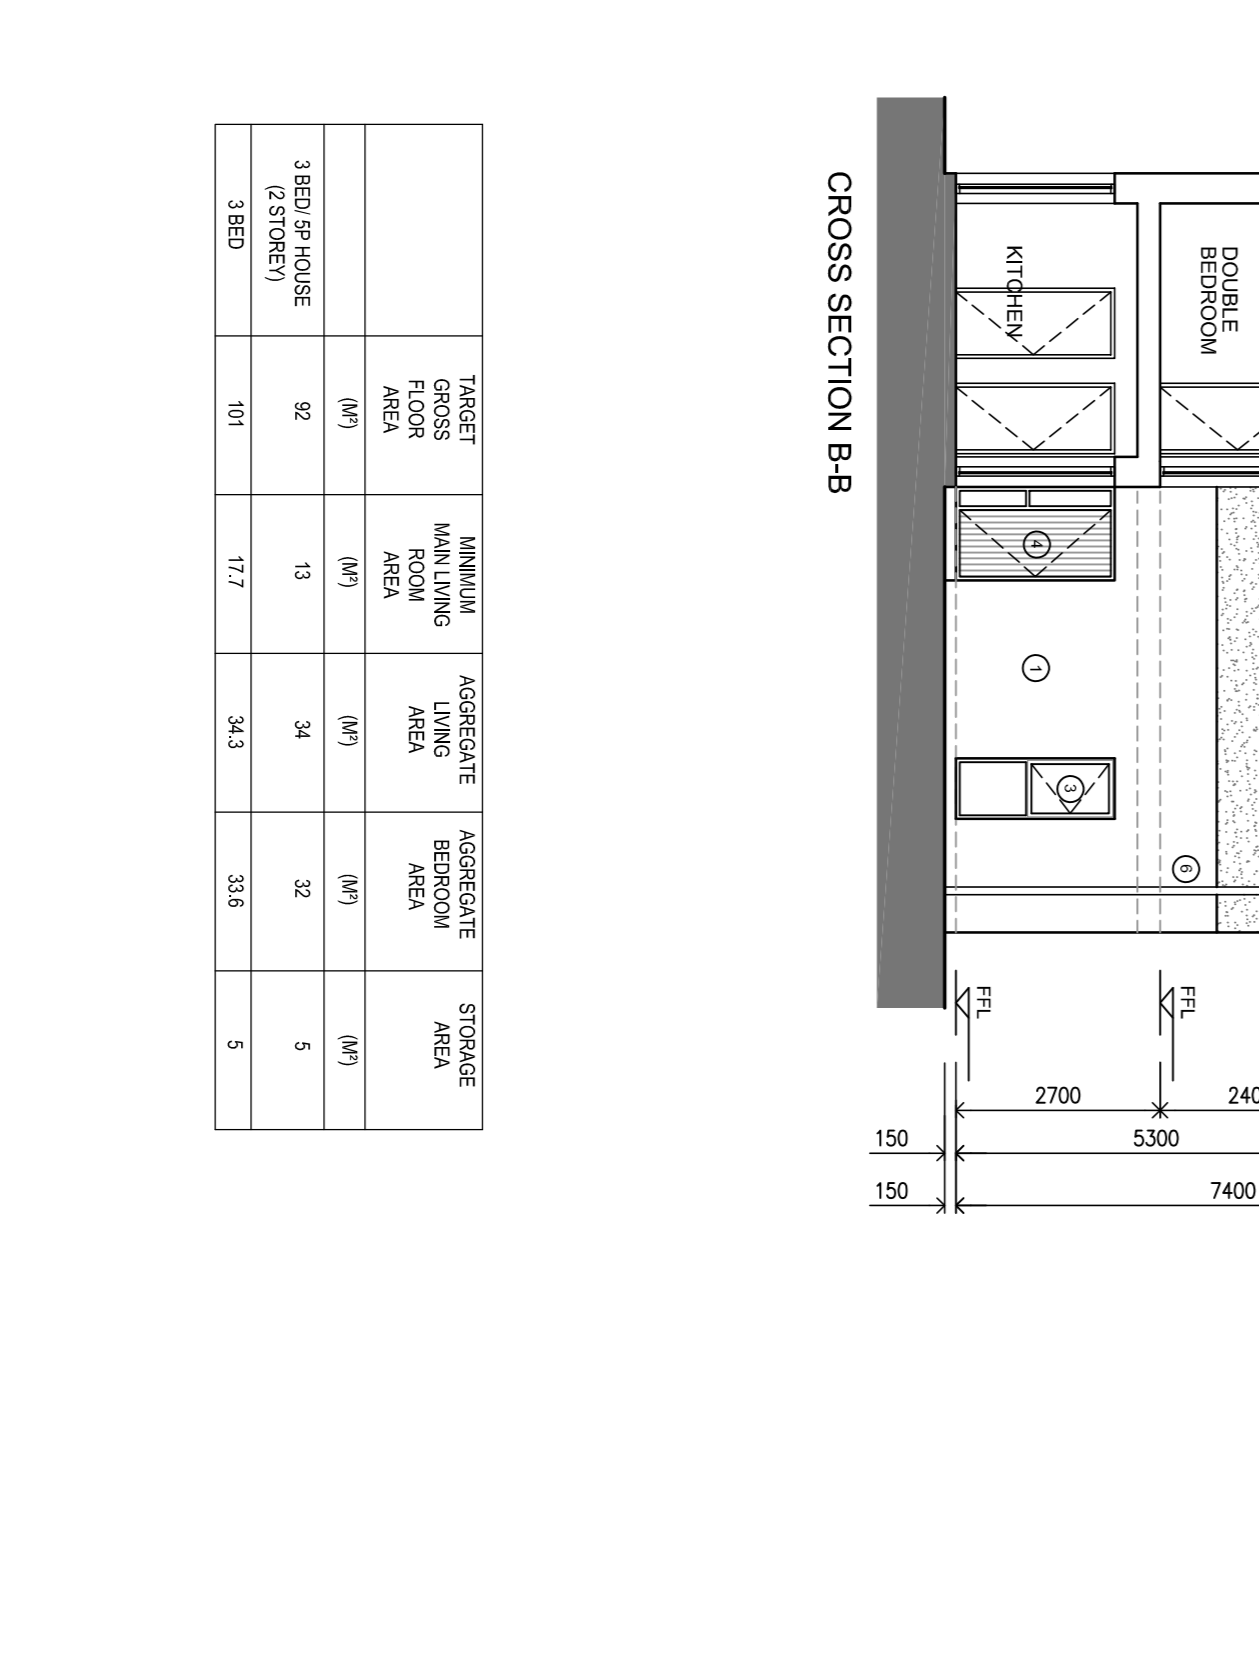 DOUBLE
BEDROOM
6
FFL
240
7400
5300
2700
KITCHEN
4
1
3
FFL
150
150
CROSS SECTION B-B
TARGET
GROSS
FLOOR
AREA
MINIMUM
MAIN LIVING
ROOM
AREA
AGGREGATE
LIVING
AREA
AGGREGATE
BEDROOM
AREA
STORAGE
AREA
(M²) (M²) (M²) (M²) (M²)
3 BED/ 5P HOUSE
(2 STOREY)
92 13 34 32 5
3 BED 101 17.7 34.3 33.6 5